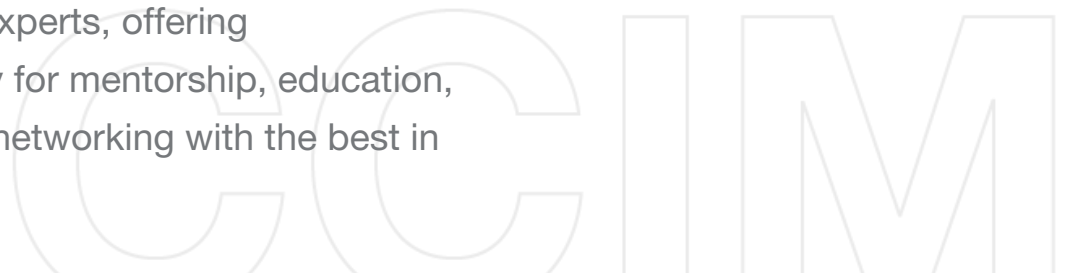 xperts, offering
for mentorship, education,
networking with the best in
CCIM